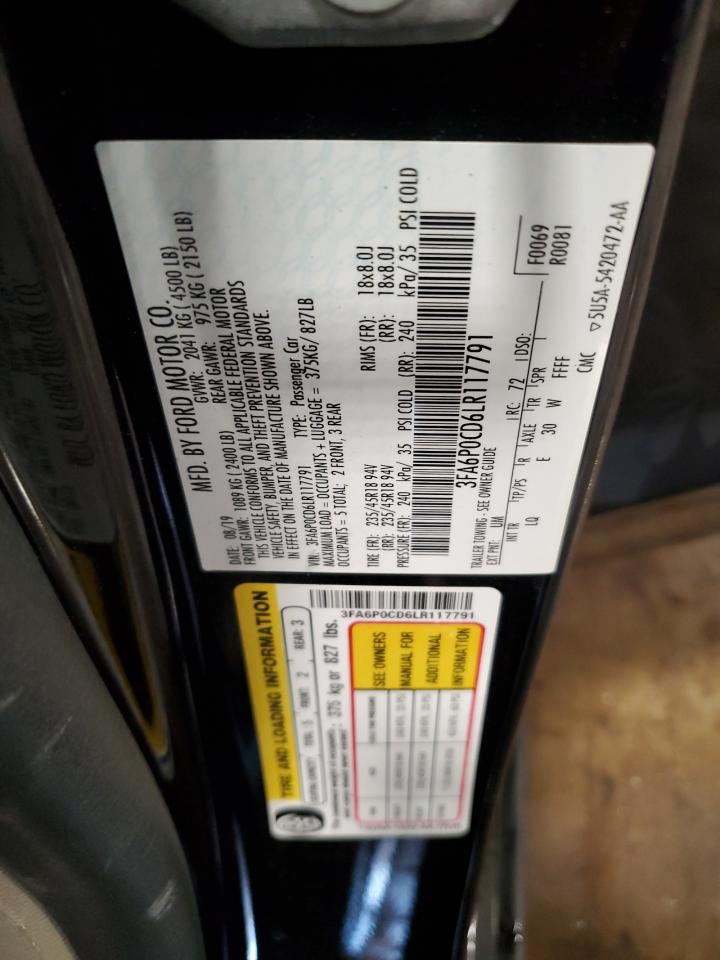 MFD. BY FORD MOTOR CO.
DATE: 08/19 GVWR: 2041 KG ( 4500 LB)
FRONT GAWR: 1089 KG ( 2400 LB) REAR GAWR: 975 KG ( 2150 LB)
THIS VEHICLE CONFORMS TO ALL APPLICABLE FEDERAL MOTOR
VEHICLE SAFETY, BUMPER, AND THEFT PREVENTION STANDARDS
IN EFFECT ON THE DATE OF MANUFACTURE SHOWN ABOVE.
VIN: 3FA6P0CD6LR117791 TYPE: Passenger Car
MAXIMUM LOAD = OCCUPANTS + LUGGAGE = 375KG/ 827LB
OCCUPANTS = 5 TOTAL; 2 FRONT, 3 REAR
TIRE (FR): 235/45R18 94V RIMS (FR): 18x8.0J
(RR): 235/45R18 94V (RR): 18x8.0J
PRESSURE (FR): 240 kPa/ 35 PSI COLD (RR): 240 kPa/ 35 PSI COLD
3FA6P0CD6LR117791
TRAILER TOWING - SEE OWNER GUIDE
EXT PNT: UM RC: 72 DSO: F0069
R0081
INT TR TP/PS R AXLE TR SPR
LQ E 30 W FFF
CMC ▽5U5A-5420472-AA
TIRE AND LOADING INFORMATION
SEATING CAPACITY TOTAL 5 FRONT 2 REAR: 3
375 kg or 827 lbs.
3FA6P0CD6LR117791
SEE OWNERS
MANUAL FOR
ADDITIONAL
INFORMATION